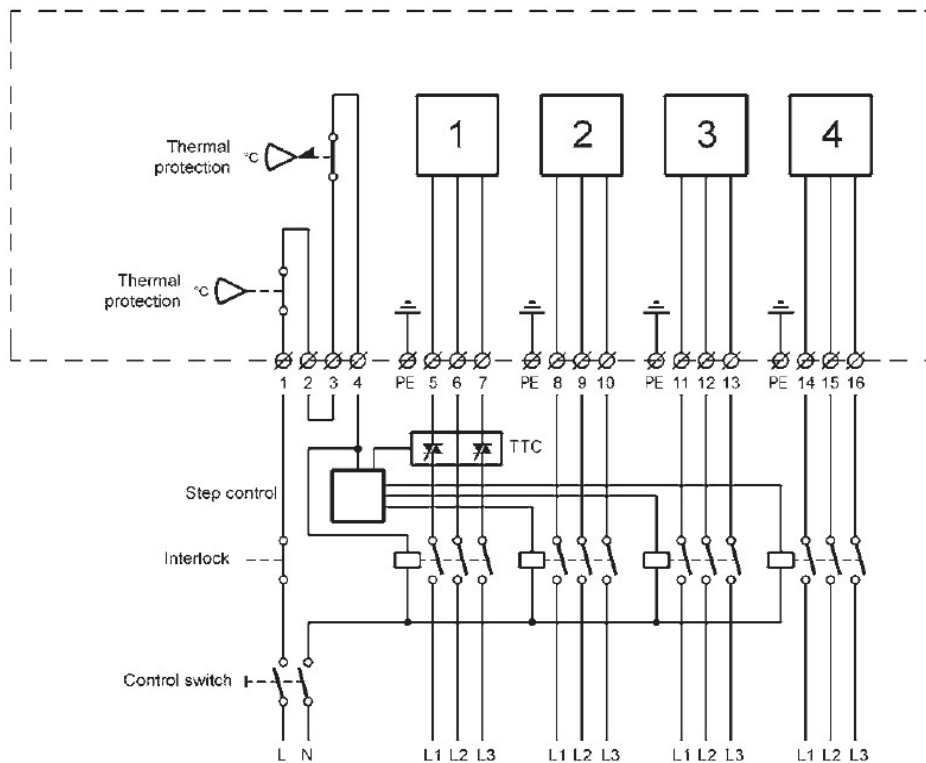 1 2 3 4
Thermal
protection °C
Thermal
protection °C
1 2 3 4 PE 5 6 7 PE 8 9 10 PE 11 12 13 PE 14 15 16
TTC
Step control
Interlock
Control switch
L N L1 L2 L3 L1 L2 L3 L1 L2 L3 L1 L2 L3